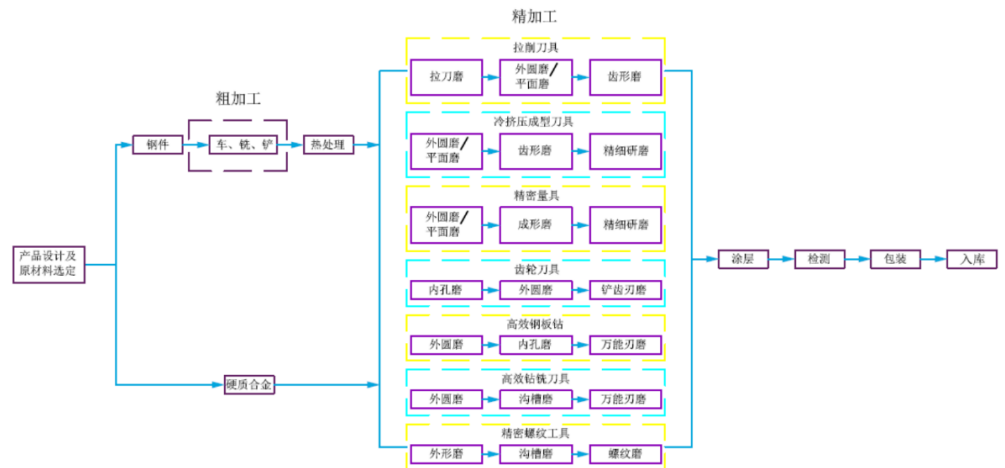 精加工
拉削刀具
拉刀磨
外圆磨/
平面磨
齿形磨
粗加工
冷挤压成型刀具
钢件
车、铣、铲
热处理
外圆磨/
平面磨
齿形磨
精细研磨
精密量具
外圆磨/
平面磨
成形磨
精细研磨
产品设计及
原材料选定
涂层
检测
包装
入库
齿轮刀具
内孔磨
外圆磨
铲齿刃磨
高效钢板钻
外圆磨
内孔磨
万能刃磨
硬质合金
高效钻铣刀具
外圆磨
沟槽磨
万能刃磨
精密螺纹工具
外形磨
沟槽磨
螺纹磨